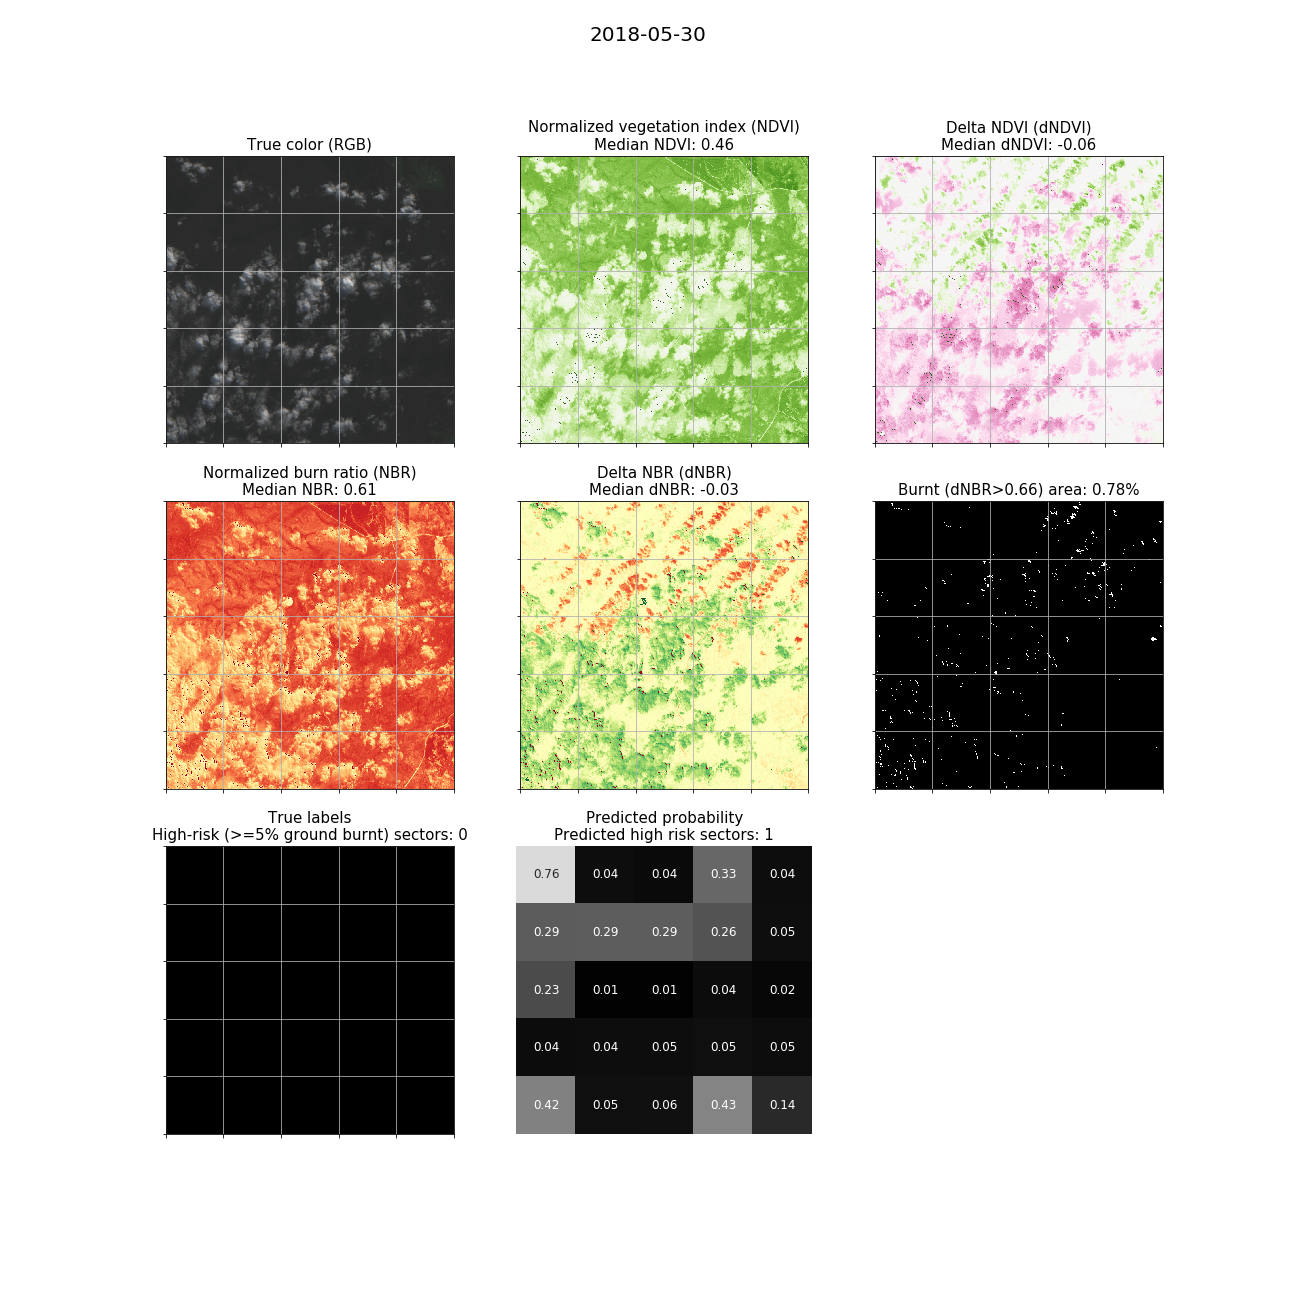 2018-05-30
True color (RGB)
Normalized vegetation index (NDVI)
Median NDVI: 0.46
Delta NDVI (dNDVI)
Median dNDVI: -0.06
Normalized burn ratio (NBR)
Median NBR: 0.61
Delta NBR (dNBR)
Median dNBR: -0.03
Burnt (dNBR>0.66) area: 0.78%
True labels
High-risk (>=5% ground burnt) sectors: 0
Predicted probability
Predicted high risk sectors: 1
0.76 0.04 0.04 0.33 0.04
0.29 0.29 0.29 0.26 0.05
0.23 0.01 0.01 0.04 0.02
0.04 0.04 0.05 0.05 0.05
0.42 0.05 0.06 0.43 0.14